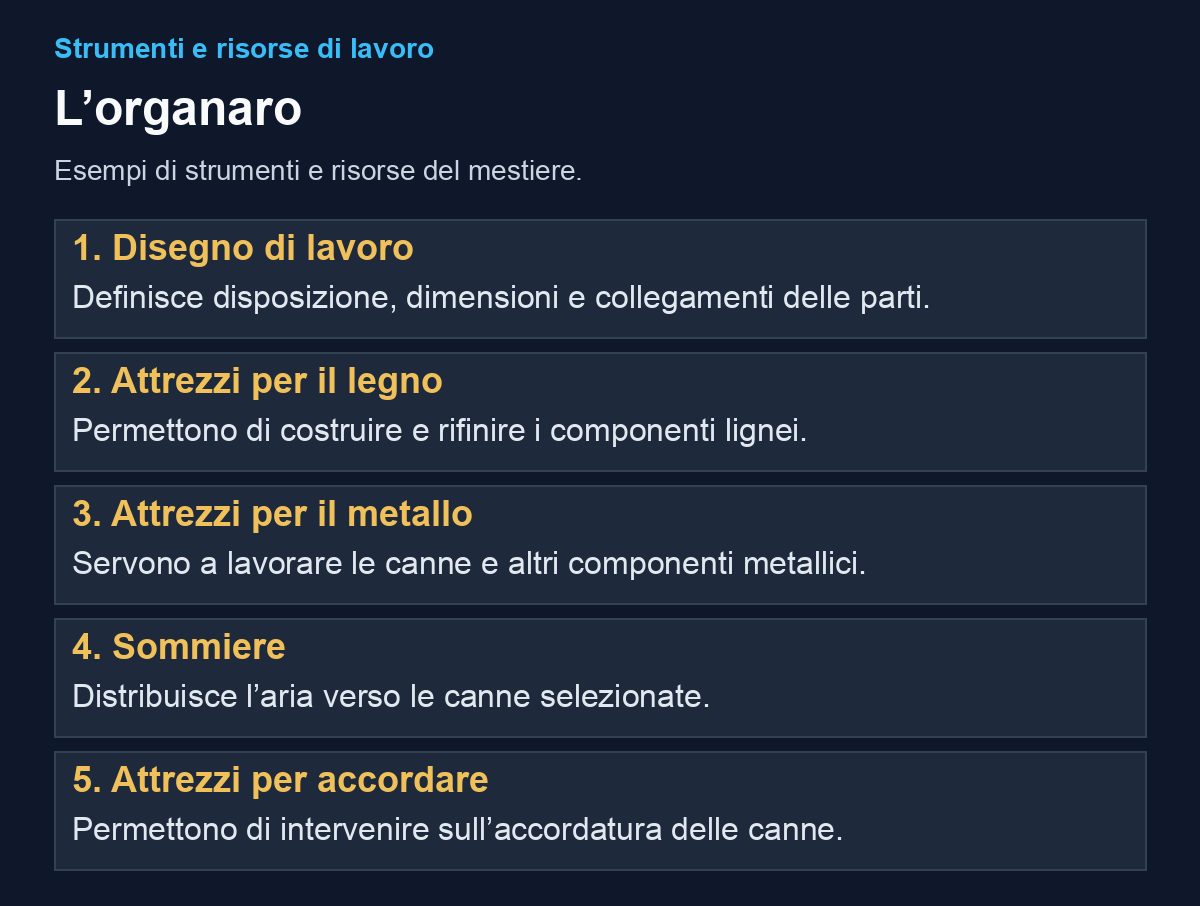 Strumenti e risorse di lavoro
L’organaro
Esempi di strumenti e risorse del mestiere.
1. Disegno di lavoro
Definisce disposizione, dimensioni e collegamenti delle parti.
2. Attrezzi per il legno
Permettono di costruire e rifinire i componenti lignei.
3. Attrezzi per il metallo
Servono a lavorare le canne e altri componenti metallici.
4. Sommiere
Distribuisce l’aria verso le canne selezionate.
5. Attrezzi per accordare
Permettono di intervenire sull’accordatura delle canne.